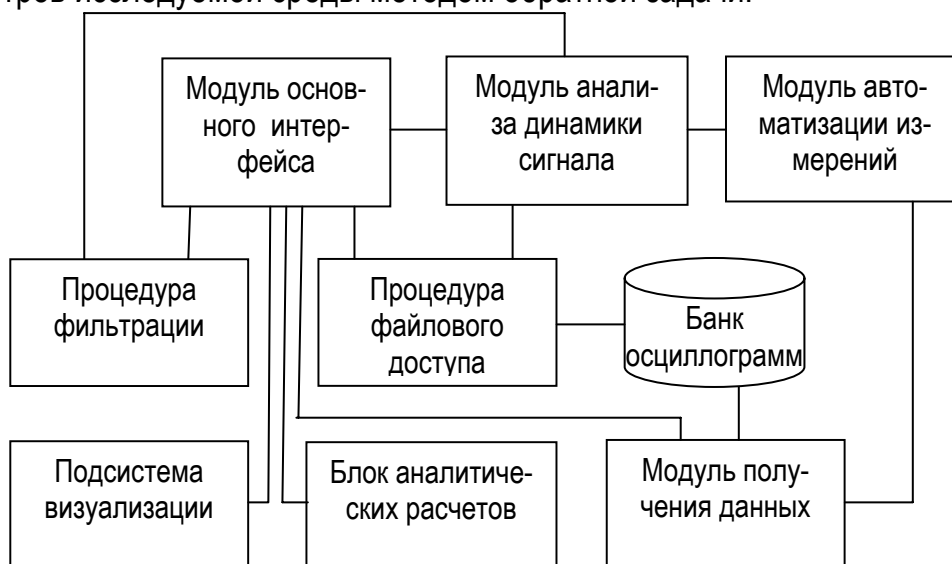 тров исследуемой среды методом обратной задачи.
Модуль основ-
ного интер-
фейса
Модуль анали-
за динамики
сигнала
Модуль авто-
матизации из-
мерений
Процедура
фильтрации
Процедура
файлового
доступа
Банк
осциллограмм
Подсистема
визуализации
Блок аналитиче-
ских расчетов
Модуль полу-
чения данных